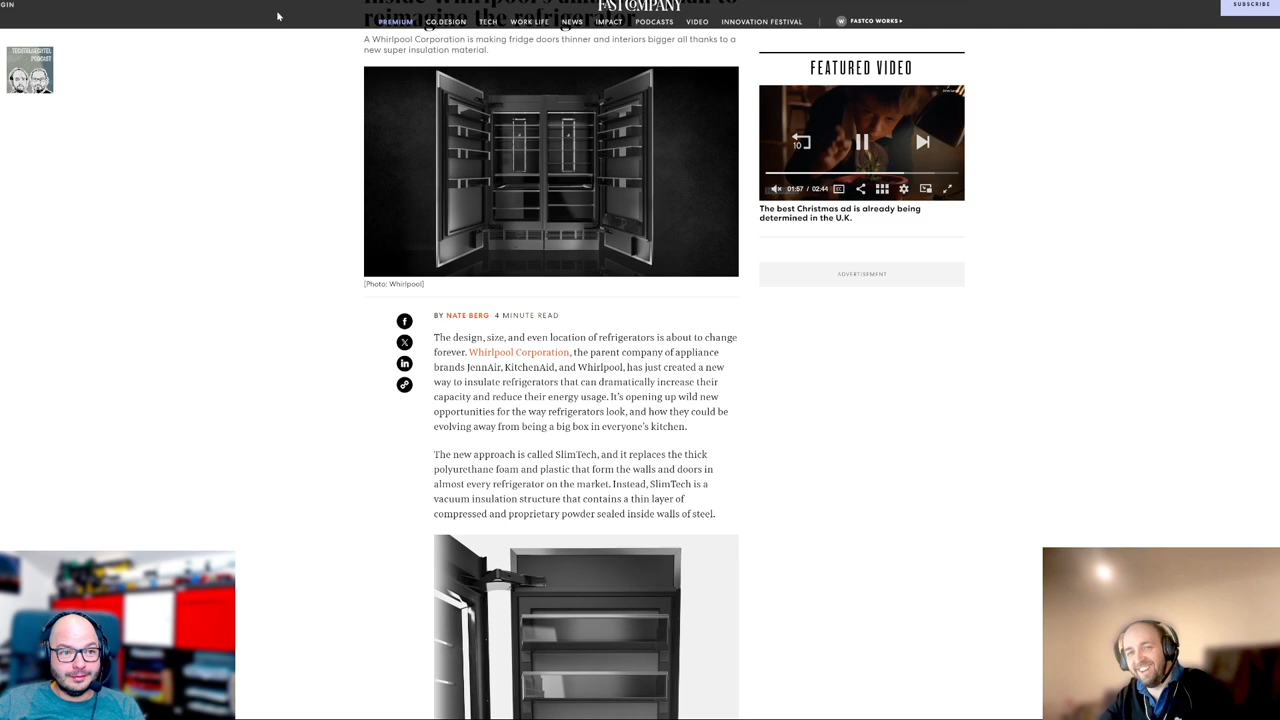 GIN
FAST COMPANY
SUBSCRIBE
reimagine the refrigerator
PREMIUM CO.DESIGN TECH WORK LIFE NEWS IMPACT PODCASTS VIDEO INNOVATION FESTIVAL | W FASTCO WORKS
A Whirlpool Corporation is making fridge doors thinner and interiors bigger all thanks to a
new super insulation material.
PODCAST
FEATURED VIDEO
10
01:57 / 02:44 CC
The best Christmas ad is already being
determined in the U.K.
ADVERTISEMENT
[Photo: Whirlpool]
BY NATE BERG 4 MINUTE READ
The design, size, and even location of refrigerators is about to change
forever. Whirlpool Corporation, the parent company of appliance
brands JennAir, KitchenAid, and Whirlpool, has just created a new
way to insulate refrigerators that can dramatically increase their
capacity and reduce their energy usage. It's opening up wild new
opportunities for the way refrigerators look, and how they could be
evolving away from being a big box in everyone's kitchen.
The new approach is called SlimTech, and it replaces the thick
polyurethane foam and plastic that form the walls and doors in
almost every refrigerator on the market. Instead, SlimTech is a
vacuum insulation structure that contains a thin layer of
compressed and proprietary powder sealed inside walls of steel.